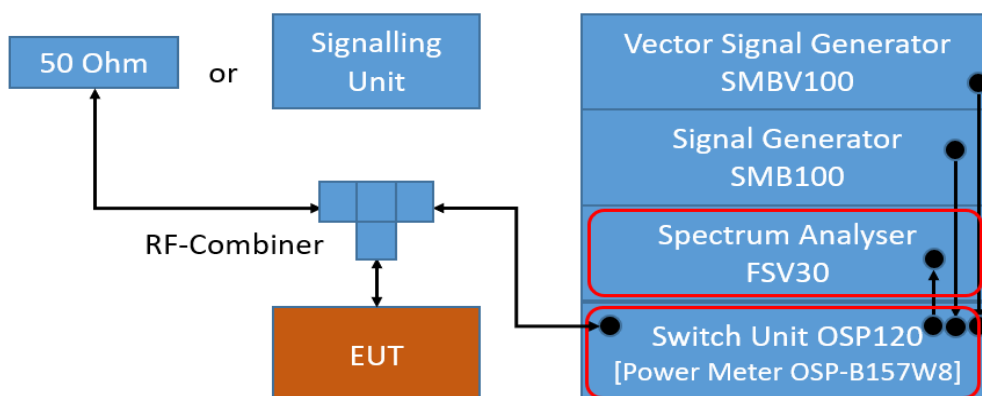 50 Ohm
or
Signalling
Unit
Vector Signal Generator
SMBV100
Signal Generator
SMB100
RF-Combiner
Spectrum Analyser
FSV30
EUT
Switch Unit OSP120
[Power Meter OSP-B157W8]